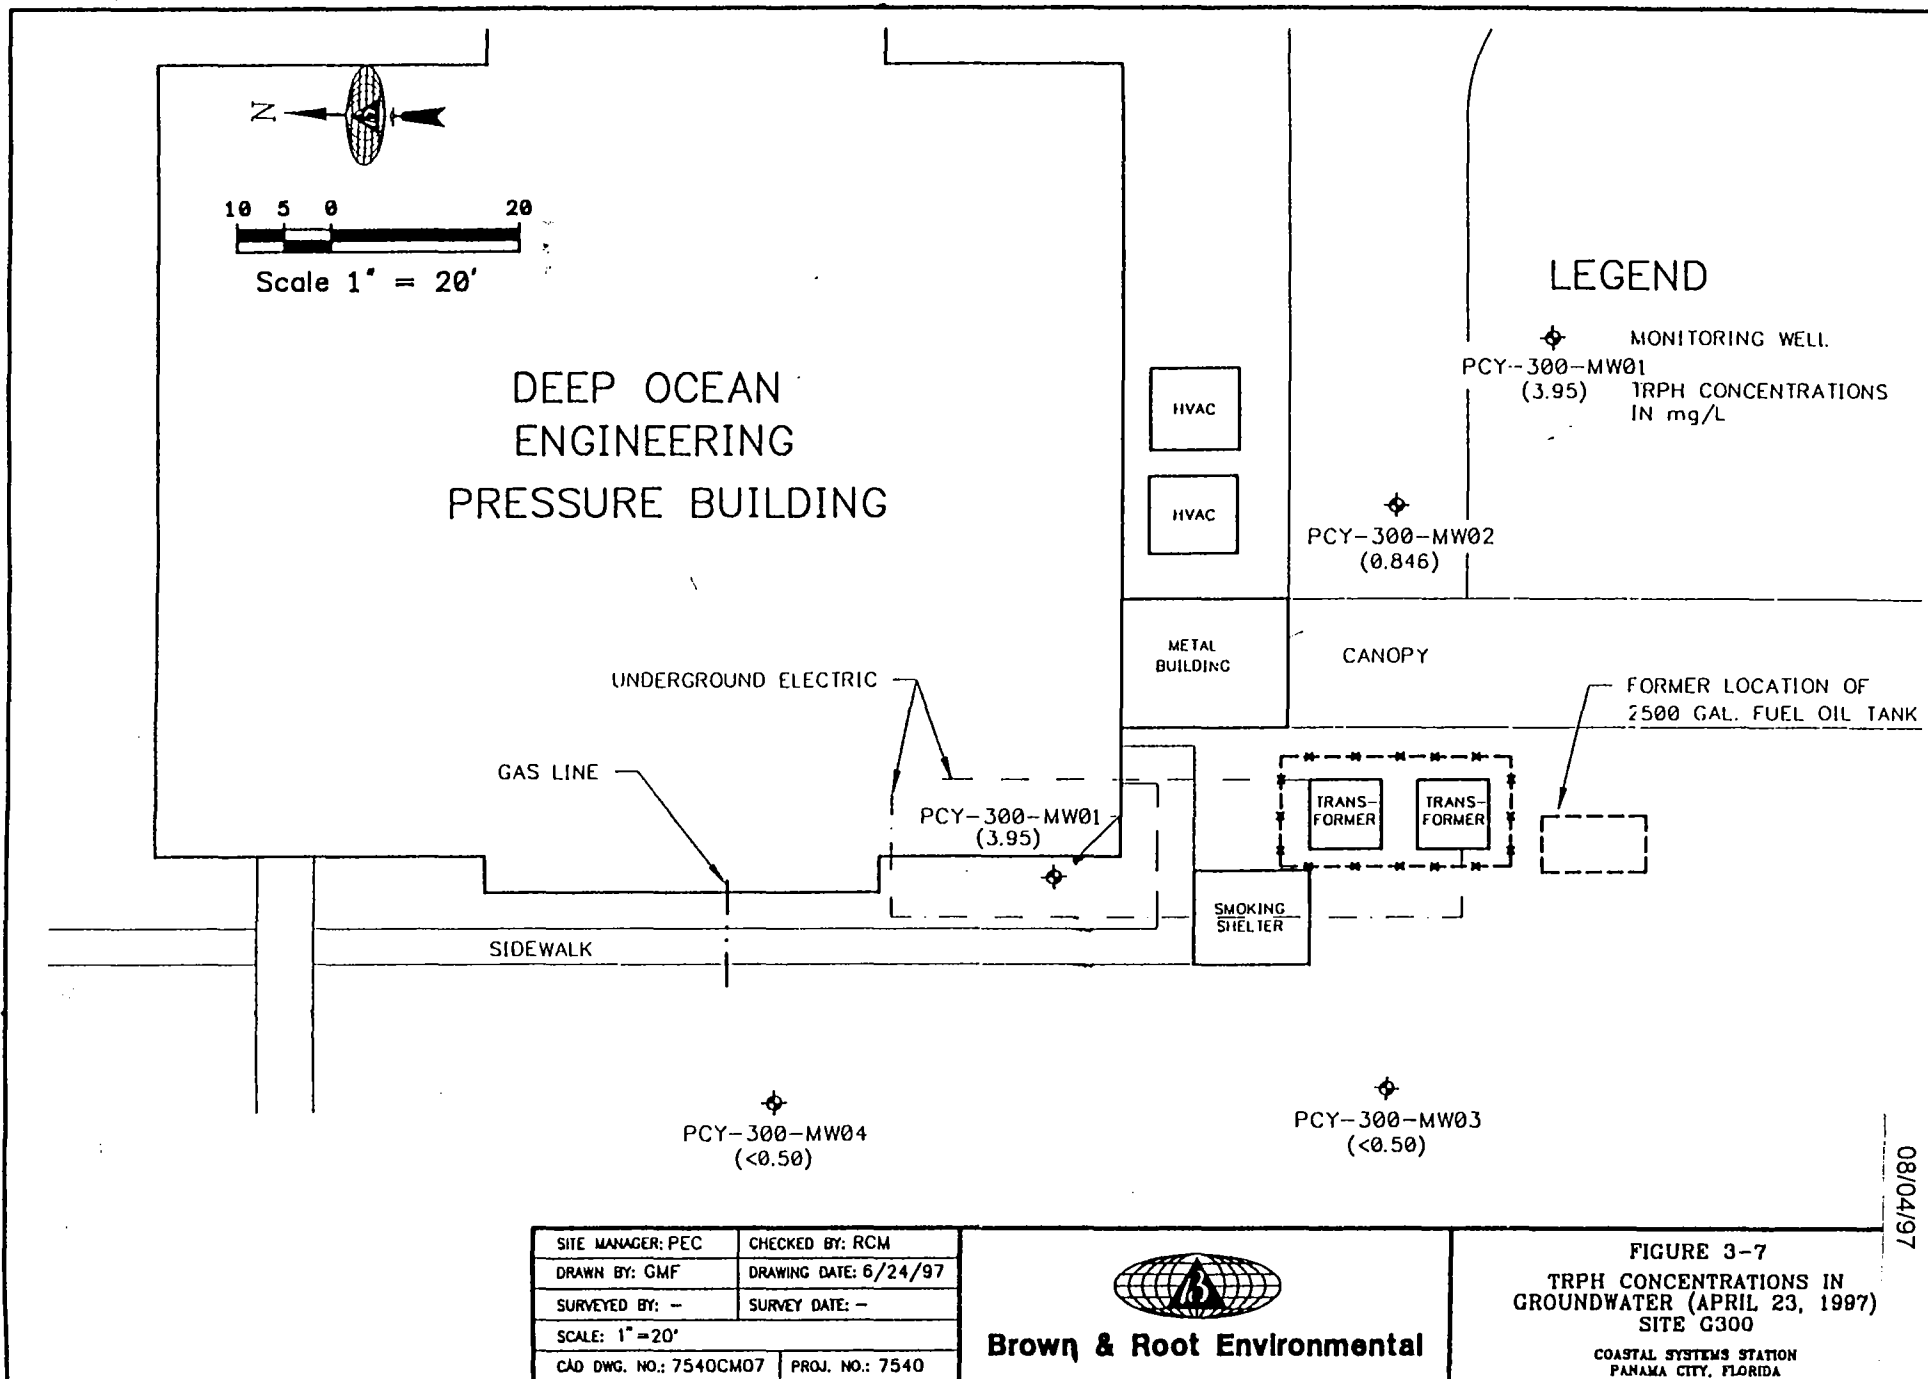 N
10 5 0 20
Scale 1" = 20'
DEEP OCEAN
ENGINEERING
PRESSURE BUILDING
LEGEND
MONITORING WELL
PCY-300-MW01
(3.95)
TRPH CONCENTRATIONS
IN mg/L
HVAC
HVAC
PCY-300-MW02
(0.846)
METAL
BUILDING
CANOPY
UNDERGROUND ELECTRIC
FORMER LOCATION OF
2500 GAL. FUEL OIL TANK
GAS LINE
PCY-300-MW01
(3.95)
TRANS-
FORMER
TRANS-
FORMER
SMOKING
SHELTER
SIDEWALK
PCY-300-MW04
(<0.50)
PCY-300-MW03
(<0.50)
08/04/97
SITE MANAGER: PEC
CHECKED BY: RCM
DRAWN BY: GMF
DRAWING DATE: 6/24/97
SURVEYED BY: -
SURVEY DATE: -
SCALE: 1"=20'
CAD DWG. NO.: 7540CM07
PROJ. NO.: 7540
Brown & Root Environmental
FIGURE 3-7
TRPH CONCENTRATIONS IN
GROUNDWATER (APRIL 23, 1997)
SITE G300
COASTAL SYSTEMS STATION
PANAMA CITY, FLORIDA